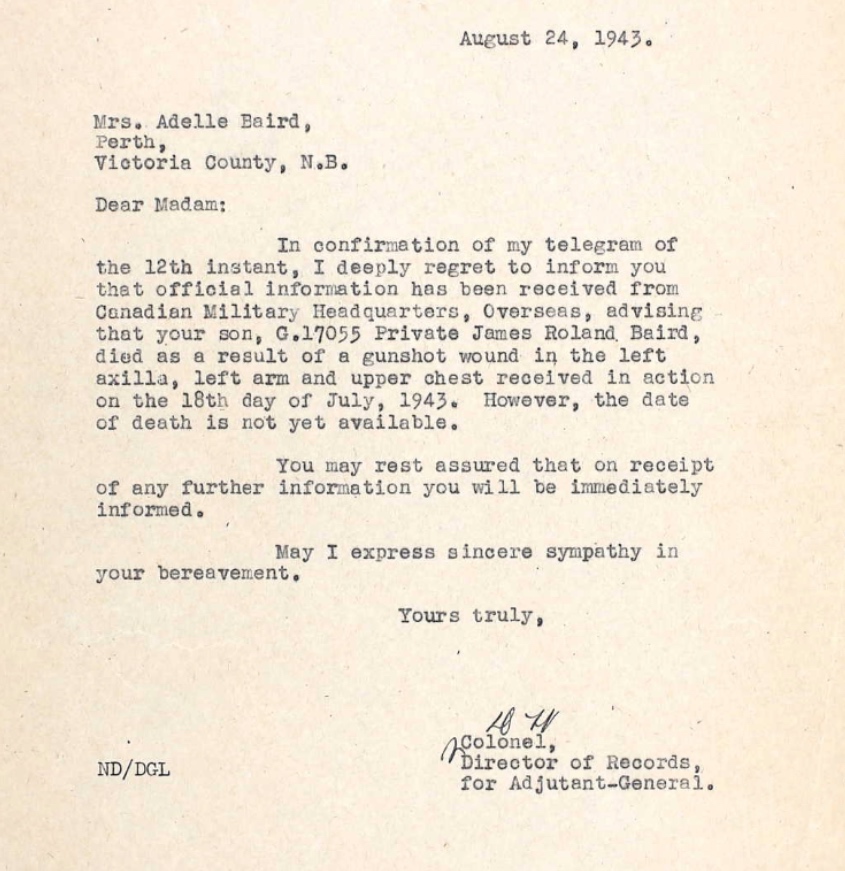 August 24, 1943.
Mrs. Adelle Baird,
Perth,
Victoria County, N.B.
Dear Madam:
In confirmation of my telegram of
the 12th instant, I deeply regret to inform you
that official information has been received from
Canadian Military Headquarters, Overseas, advising
that your son, G.17055 Private James Roland Baird,
died as a result of a gunshot wound in the left
axilla, left arm and upper chest received in action
on the 18th day of July, 1943. However, the date
of death is not yet available.
You may rest assured that on receipt
of any further information you will be immediately
informed.
May I express sincere sympathy in
your bereavement.
Yours truly,
Colonel,
Director of Records,
for Adjutant-General.
ND/DGL